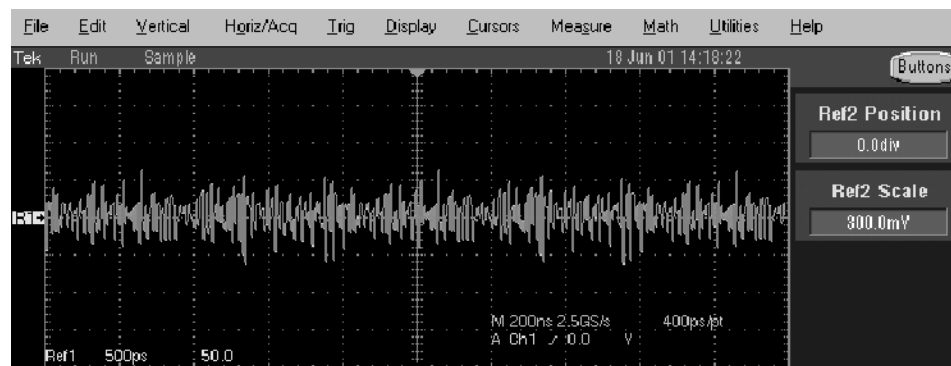 File Edit Vertical Horiz/Acq Trig Display Cursors Measure Math Utilities Help
Tek Run Sample 18 Jun 01 14:18:22 Buttons
Ref2 Position
0.0div
Ref2 Scale
300.0mV
R1
M 200ns 2.5GS/s 400ps/pt
A Ch1 0.0 V
Ref1 500ps 50.0